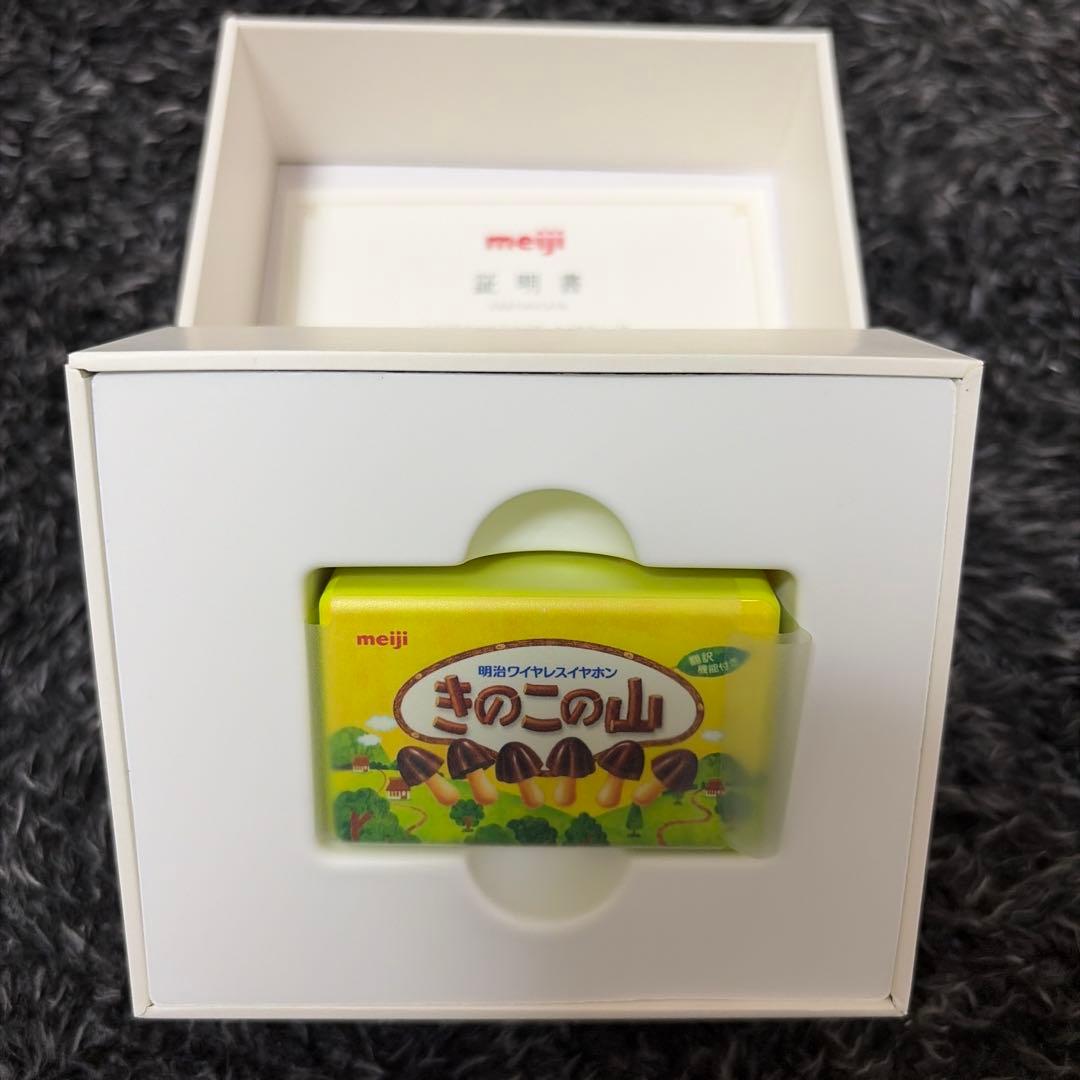 meiji
証明書
meiji
明治ワイヤレスイヤホン
きのこの山
翻訳
機能付き